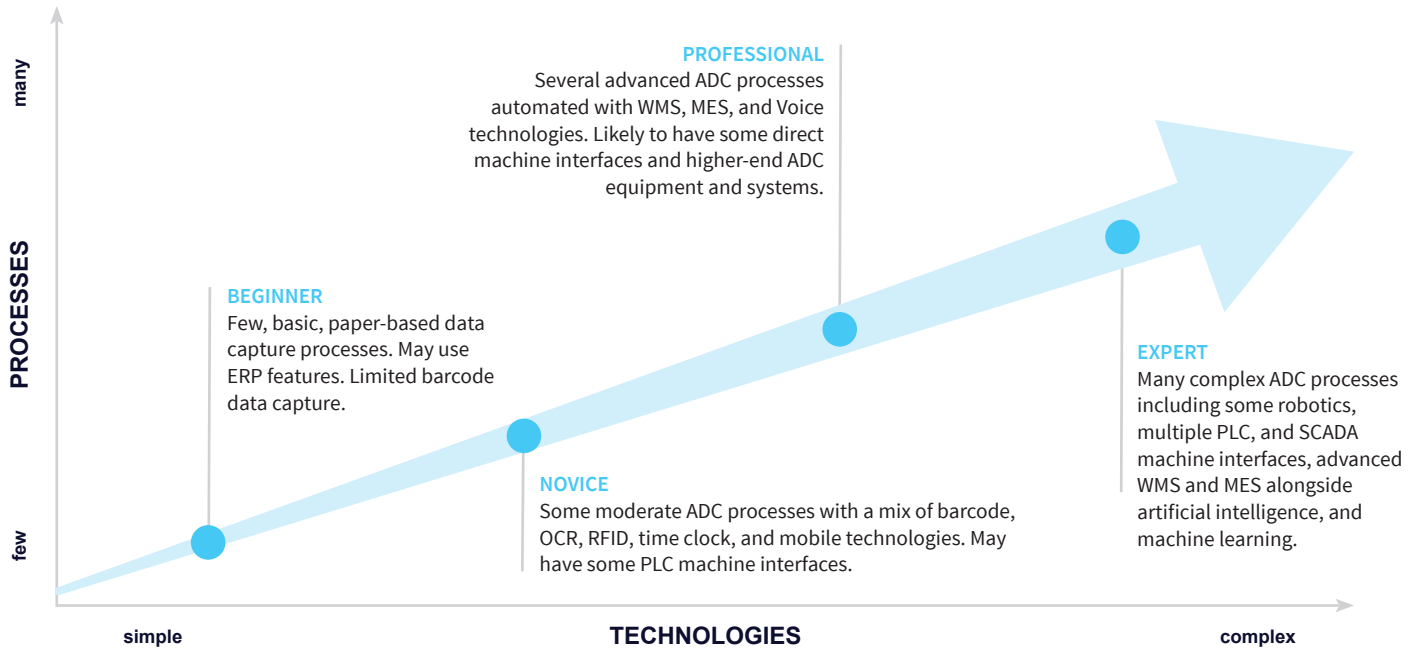 many
PROCESSES
few
PROFESSIONAL
Several advanced ADC processes
automated with WMS, MES, and Voice
technologies. Likely to have some direct
machine interfaces and higher-end ADC
equipment and systems.
BEGINNER
Few, basic, paper-based data
capture processes. May use
ERP features. Limited barcode
data capture.
NOVICE
Some moderate ADC processes with a mix of barcode,
OCR, RFID, time clock, and mobile technologies. May
have some PLC machine interfaces.
EXPERT
Many complex ADC processes
including some robotics,
multiple PLC, and SCADA
machine interfaces, advanced
WMS and MES alongside
artificial intelligence, and
machine learning.
simple
TECHNOLOGIES
complex